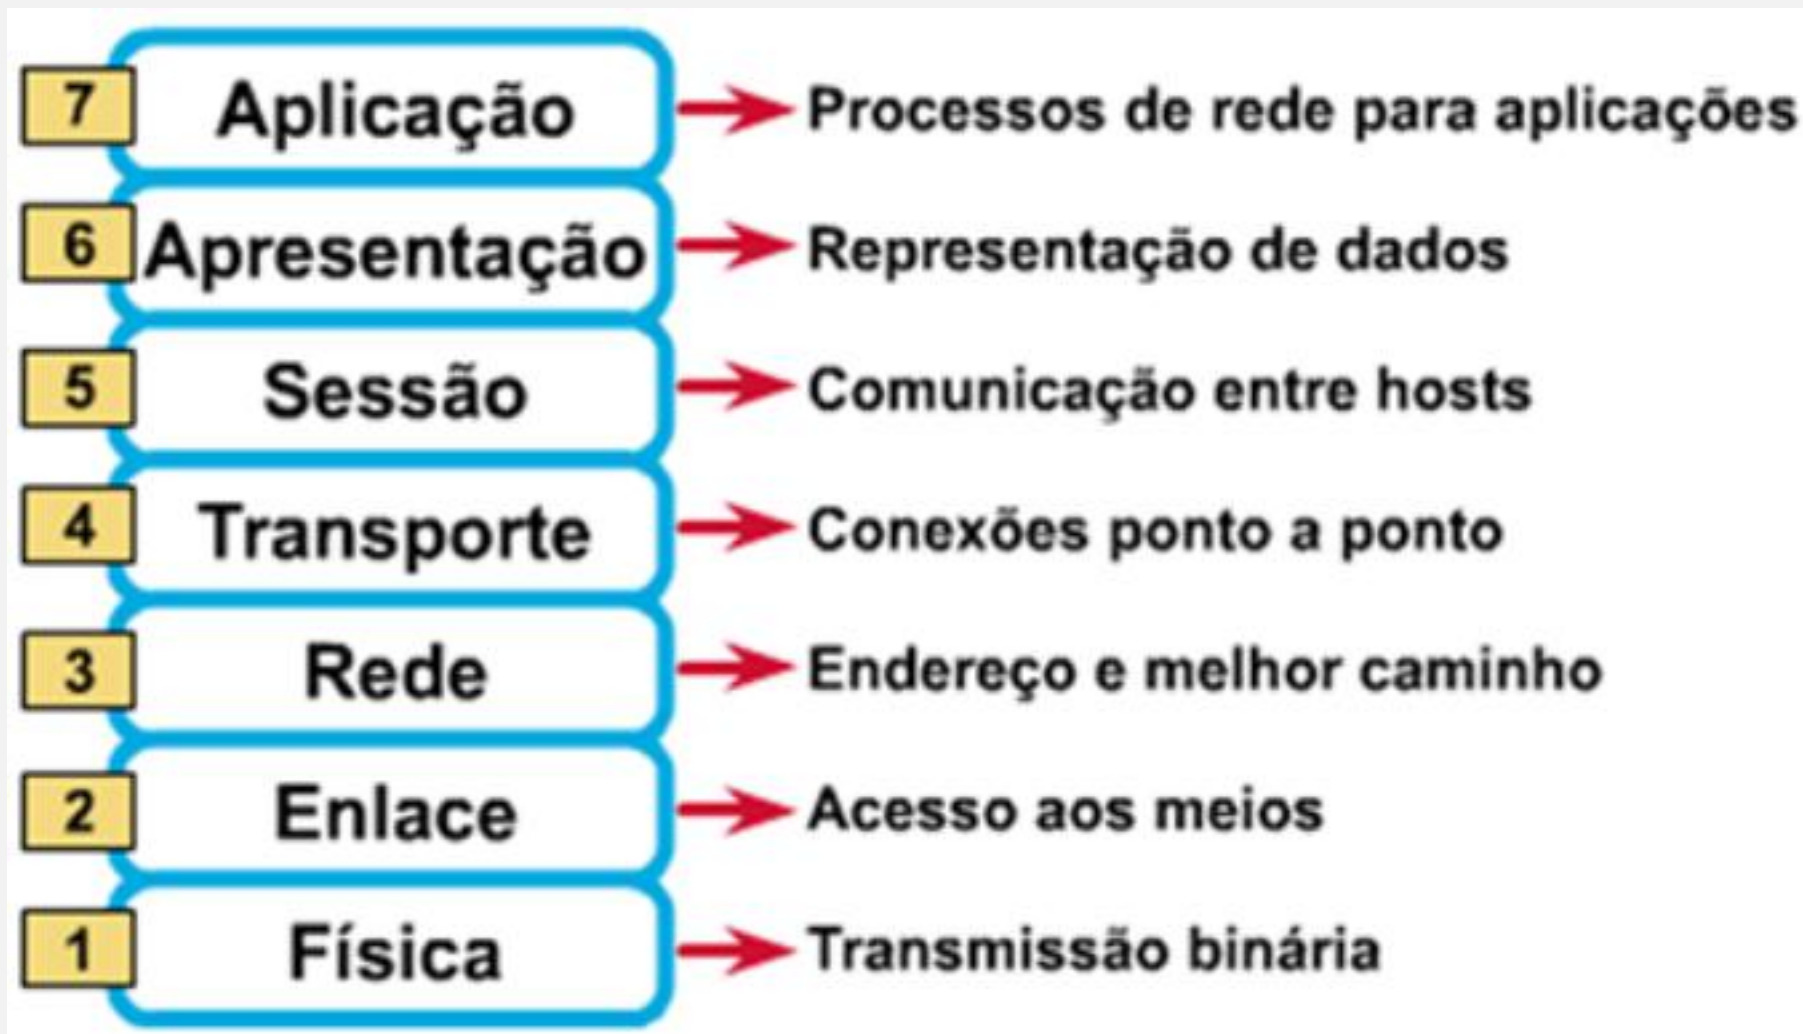 7 Aplicação Processos de rede para aplicações
6 Apresentação Representação de dados
5 Sessão Comunicação entre hosts
4 Transporte Conexões ponto a ponto
3 Rede Endereço e melhor caminho
2 Enlace Acesso aos meios
1 Física Transmissão binária